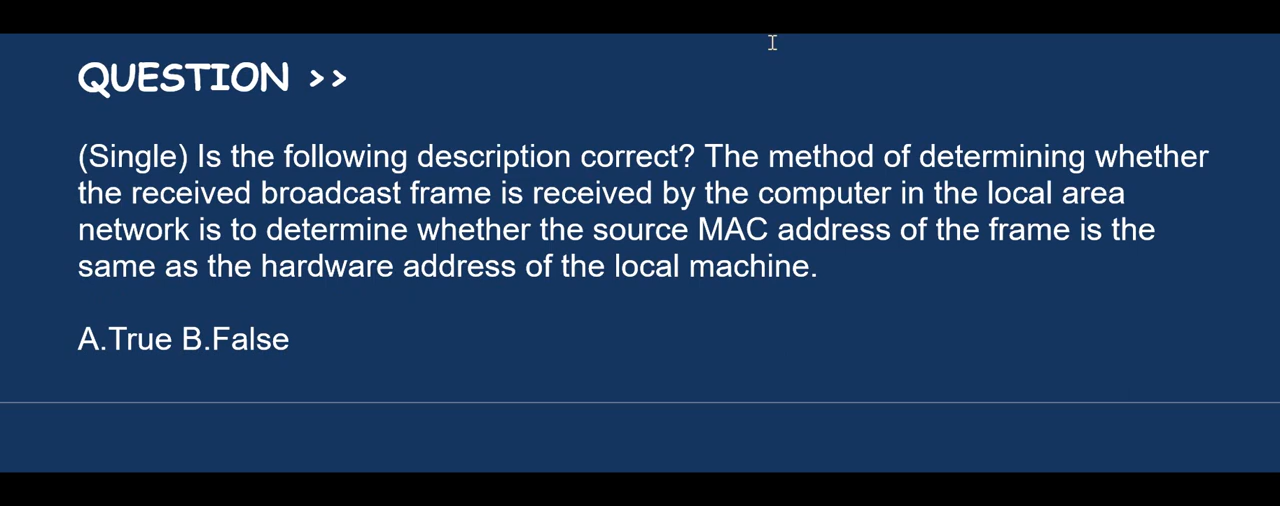 QUESTION >>
(Single) Is the following description correct? The method of determining whether
the received broadcast frame is received by the computer in the local area
network is to determine whether the source MAC address of the frame is the
same as the hardware address of the local machine.
A.True B.False